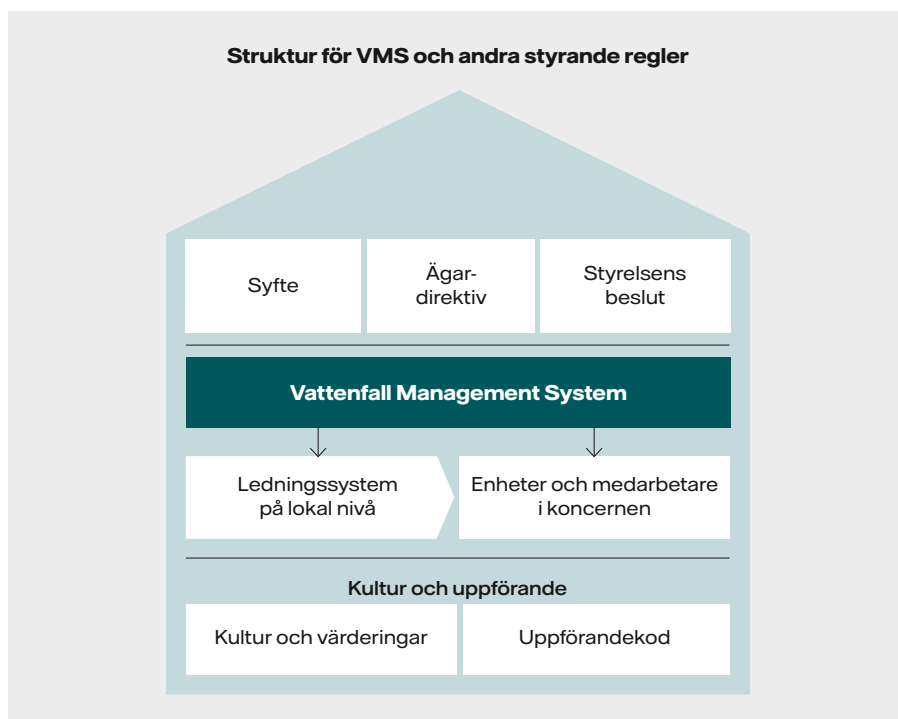 Struktur för VMS och andra styrande regler
Syfte
Ägar-
direktiv
Styrelsens
beslut
Vattenfall Management System
Ledningssystem
på lokal nivå
Enheter och medarbetare
i koncernen
Kultur och uppförande
Kultur och värderingar
Uppförandekod